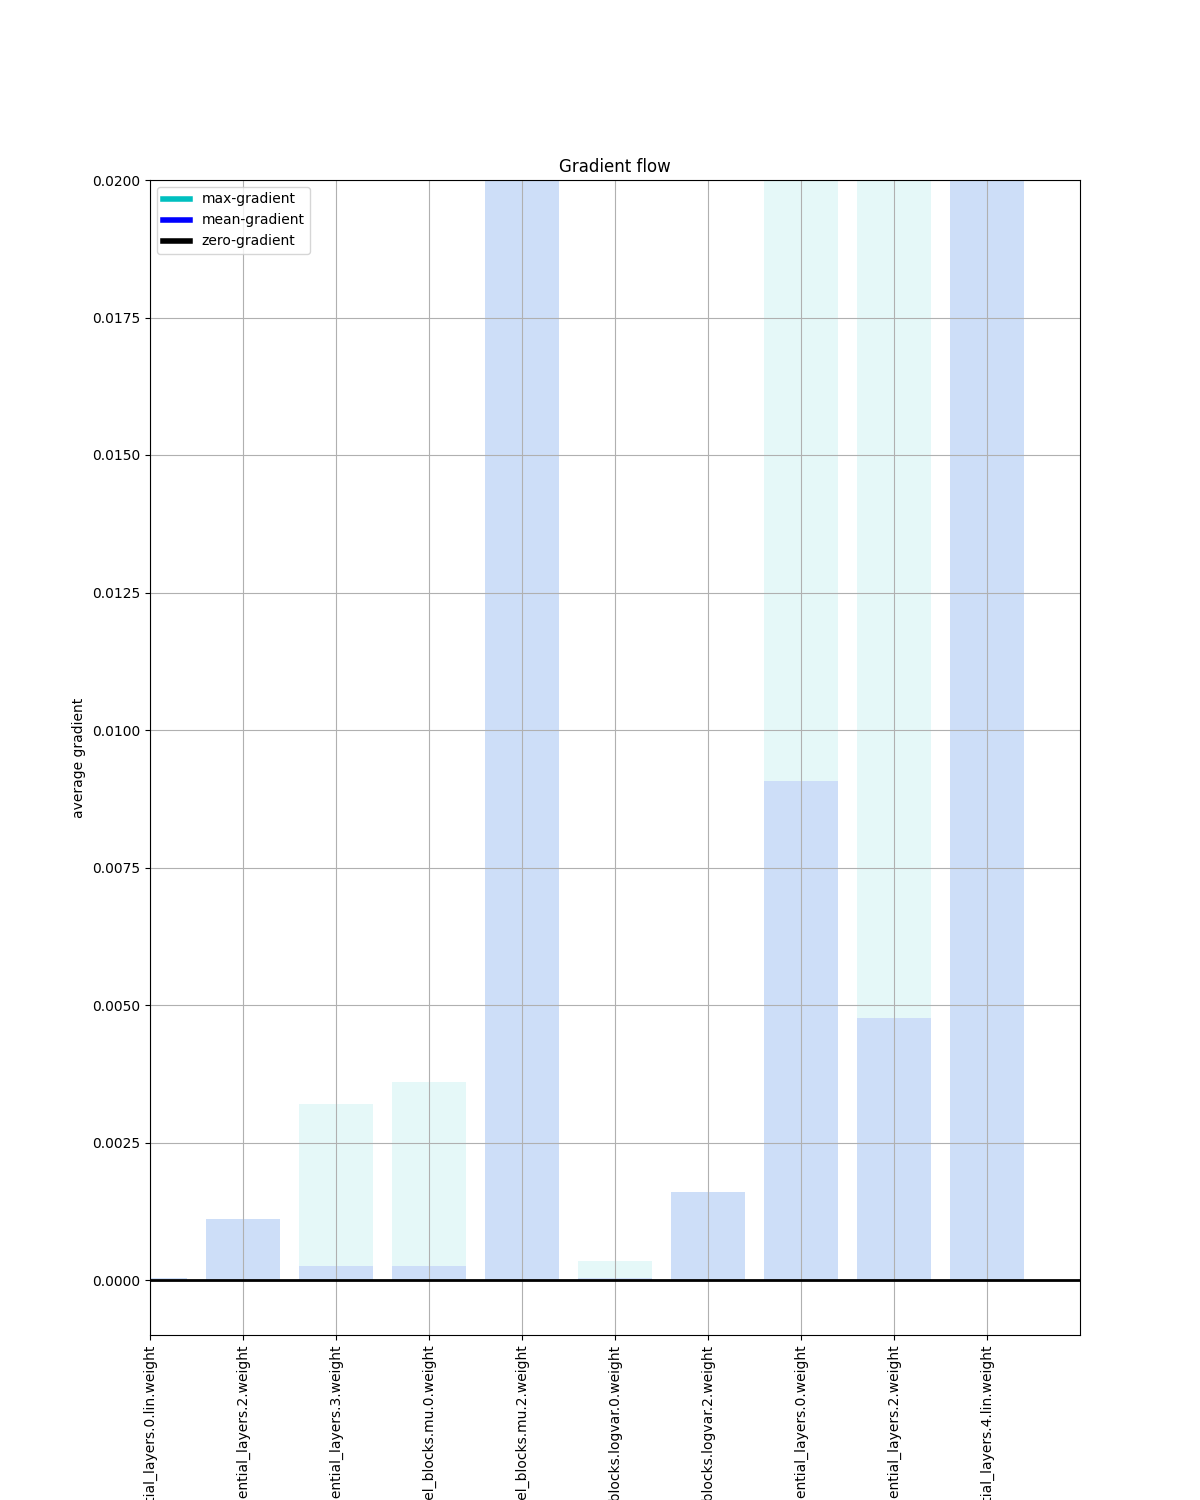 Gradient flow
max-gradient
mean-gradient
zero-gradient
0.0200
0.0175
0.0150
0.0125
0.0100
0.0075
0.0050
0.0025
0.0000
average gradient
tial_layers.0.lin.weight
ential_layers.2.weight
ential_layers.3.weight
el_blocks.mu.0.weight
el_blocks.mu.2.weight
blocks.logvar.0.weight
blocks.logvar.2.weight
ential_layers.0.weight
ential_layers.2.weight
tial_layers.4.lin.weight